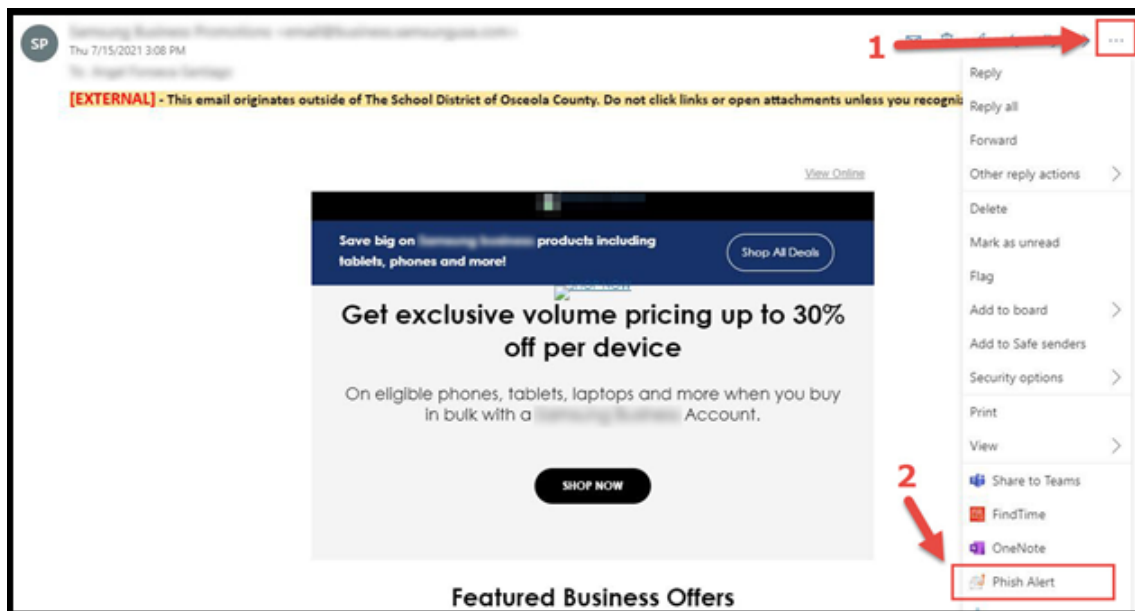 SP
Thu 7/15/2021 3:08 PM
1
...
[EXTERNAL] - This email originates outside of The School District of Osceola County. Do not click links or open attachments unless you
View Online
Save big on products including
tablets, phones and more!
Shop All Deals
Get exclusive volume pricing up to 30%
off per device
On eligible phones, tablets, laptops and more when you buy
in bulk with a Account.
SHOP NOW
Featured Business Offers
Reply
Reply all
Forward
Other reply actions
Delete
Mark as unread
Flag
Add to board
Add to Safe senders
Security options
Print
View
2
Share to Teams
FindTime
OneNote
Phish Alert